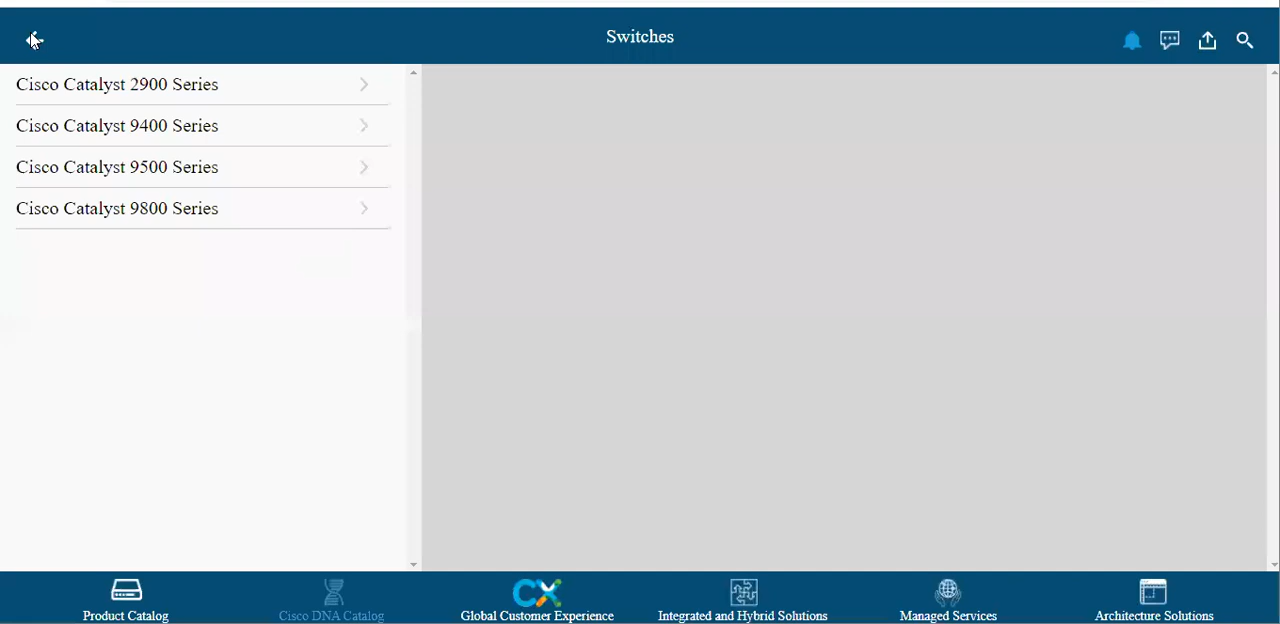 Switches
Cisco Catalyst 2900 Series
Cisco Catalyst 9400 Series
Cisco Catalyst 9500 Series
Cisco Catalyst 9800 Series
CX
Product Catalog
Cisco DNA Catalog
Global Customer Experience
Integrated and Hybrid Solutions
Managed Services
Architecture Solutions